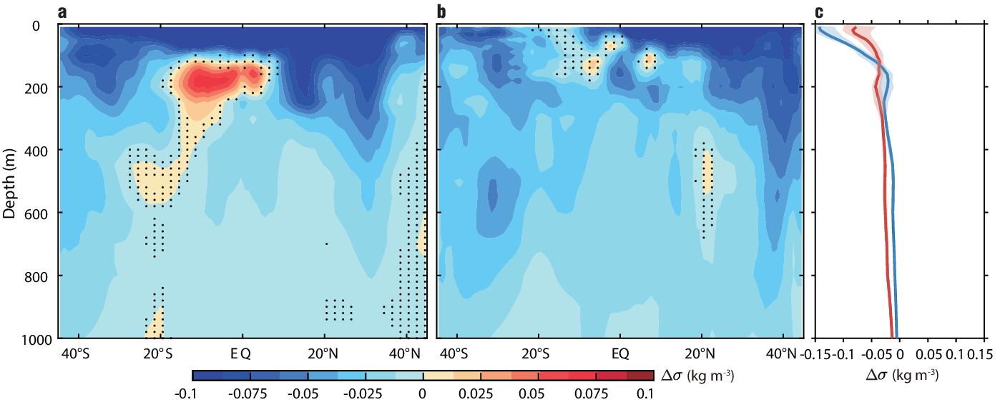 a b c
0
200
400
600
800
1000
Depth (m)
40°S 20°S EQ 20°N 40°N
40°S 20°S EQ 20°N 40°N
-0.15 -0.1 -0.05 0 0.05 0.1 0.15
Δσ (kg m-3)
-0.1 -0.075 -0.05 -0.025 0 0.025 0.05 0.075 0.1
Δσ (kg m-3)